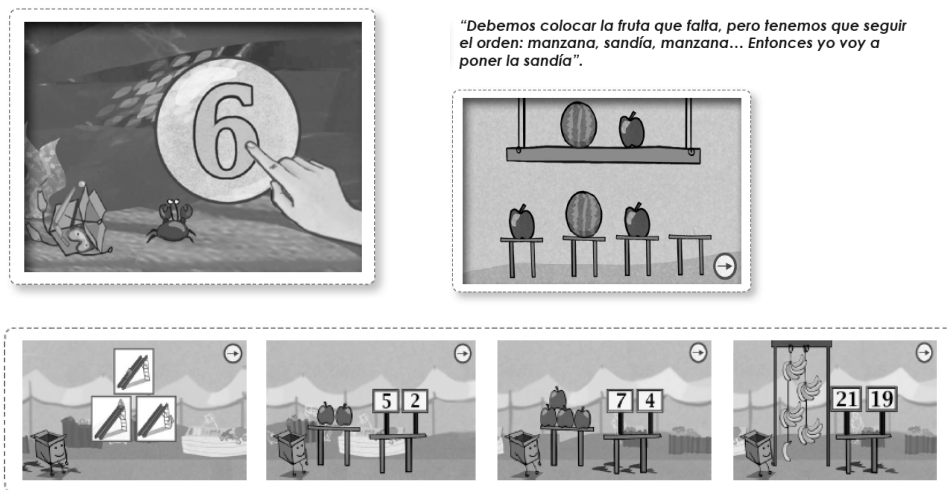 6
“Debemos colocar la fruta que falta, pero tenemos que seguir
el orden: manzana, sandía, manzana... Entonces yo voy a
poner la sandía”.
5 2
7 4
21 19